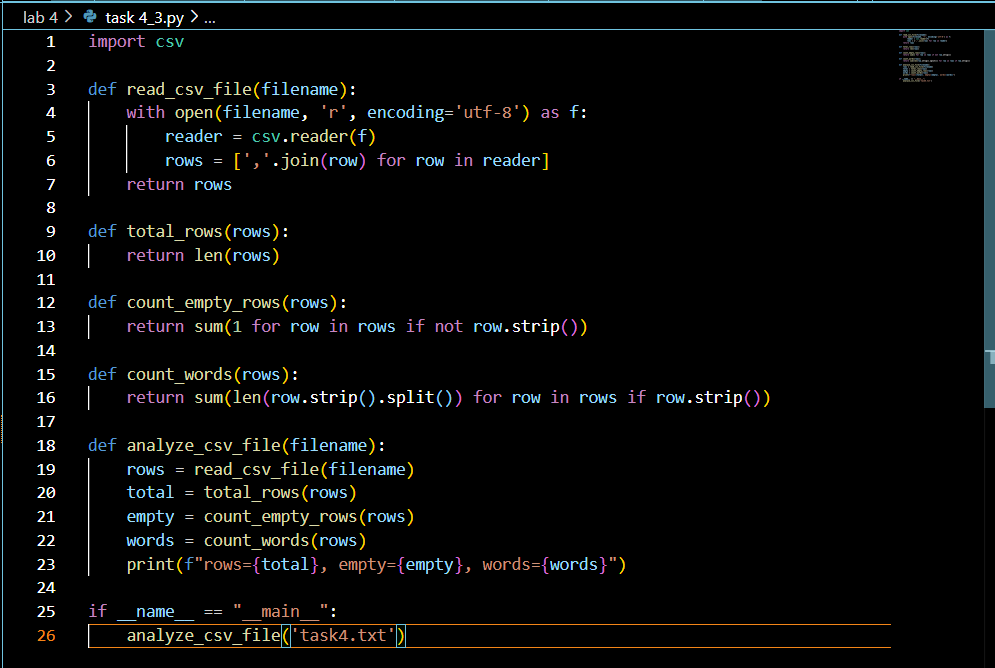 lab 4 > task 4_3.py > ...
1 import csv
2
3 def read_csv_file(filename):
4     with open(filename, 'r', encoding='utf-8') as f:
5         reader = csv.reader(f)
6         rows = [','.join(row) for row in reader]
7     return rows
8
9 def total_rows(rows):
10     return len(rows)
11
12 def count_empty_rows(rows):
13     return sum(1 for row in rows if not row.strip())
14
15 def count_words(rows):
16     return sum(len(row.strip().split()) for row in rows if row.strip())
17
18 def analyze_csv_file(filename):
19     rows = read_csv_file(filename)
20     total = total_rows(rows)
21     empty = count_empty_rows(rows)
22     words = count_words(rows)
23     print(f"rows={total}, empty={empty}, words={words}")
24
25 if __name__ == "__main__":
26     analyze_csv_file('task4.txt')